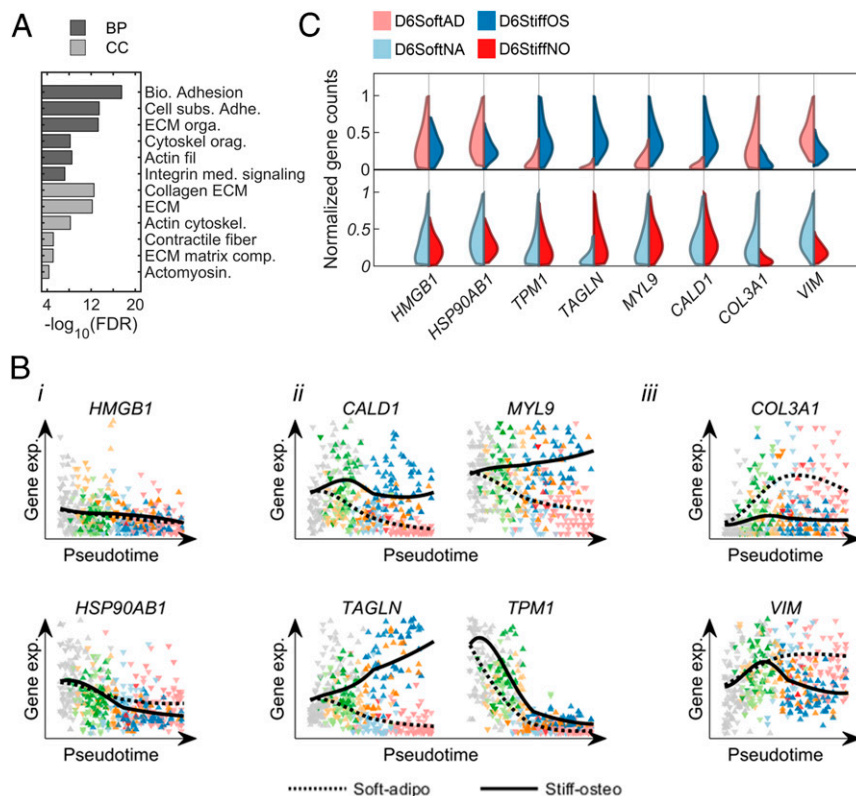 A
BP
CC
Bio. Adhesion
Cell subs. Adhe.
ECM orga.
Cytoskel orag.
Actin fil
Integrin med. signaling
Collagen ECM
ECM
Actin cytoskel.
Contractile fiber
ECM matrix comp.
Actomyosin.
4 12 20
-log10(FDR)
C
D6SoftAD D6StiffOS
D6SoftNA D6StiffNO
Normalized gene counts
1
0.5
0
1
0.5
0
HMGB1 HSP90AB1 TPM1 TAGLN MYL9 CALD1 COL3A1 VIM
B
i ii iii
HMGB1 CALD1 MYL9 COL3A1
Gene exp. Gene exp. Gene exp.
Pseudotime Pseudotime Pseudotime
HSP90AB1 TAGLN TPM1 VIM
Gene exp. Gene exp. Gene exp.
Pseudotime Pseudotime Pseudotime
Soft-adipo Stiff-osteo